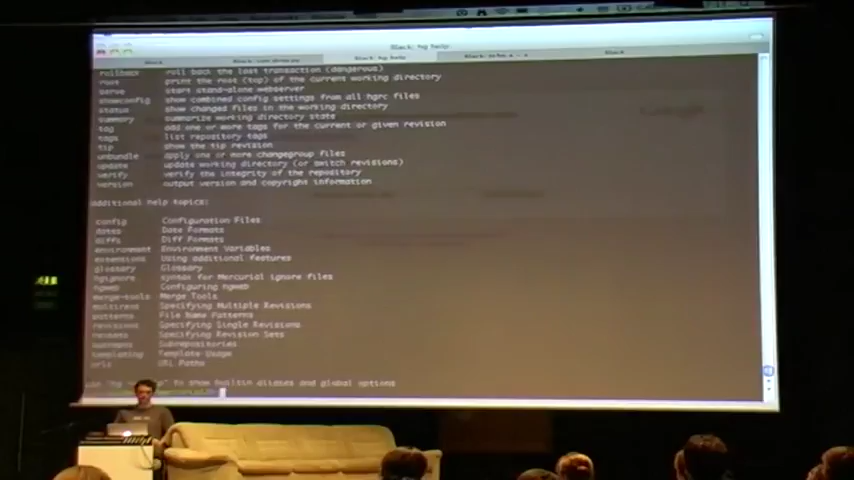 Black: hg help
rollback roll back the last transaction (dangerous)
root print the root (top) of the current working directory
serve start stand-alone webserver
showconfig show combined config settings from all hgrc files
status show changed files in the working directory
summary summarize working directory state
tag add one or more tags for the current or given revision
tags list repository tags
tip show the tip revision
unbundle apply one or more changegroup files
update update working directory (or switch revisions)
verify verify the integrity of the repository
version output version and copyright information
additional help topics:
config Configuration Files
dates Date Formats
diffs Diff Formats
environment Environment Variables
extensions Using additional features
glossary Glossary
hgignore syntax for Mercurial ignore files
hgweb Configuring hgweb
merge-tools Merge Tools
multirevs Specifying Multiple Revisions
patterns File Name Patterns
revisions Specifying Single Revisions
revsets Specifying Revision Sets
subrepos Subrepositories
templating Template Usage
urls URL Paths
use "hg to show builtin aliases and global options